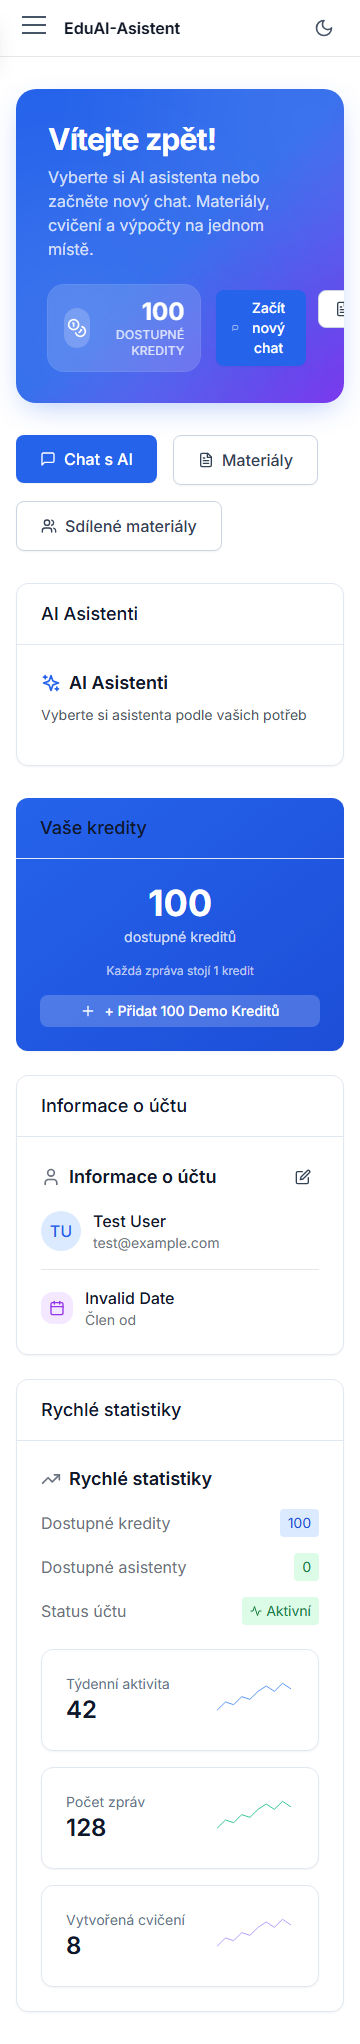 EduAI-Asistent
Vítejte zpět!
Vyberte si AI asistenta nebo
začněte nový chat. Materiály,
cvičení a výpočty na jednom
místě.
100
DOSTUPNÉ
KREDITY
Začít
nový
chat
Chat s AI
Materiály
Sdílené materiály
AI Asistenti
AI Asistenti
Vyberte si asistenta podle vašich potřeb
Vaše kredity
100
dostupné kreditů
Každá zpráva stojí 1 kredit
+ Přidat 100 Demo Kreditů
Informace o účtu
Informace o účtu
TU
Test User
test@example.com
Invalid Date
Člen od
Rychlé statistiky
Rychlé statistiky
Dostupné kredity 100
Dostupné asistenty 0
Status účtu Aktivní
Týdenní aktivita
42
Počet zpráv
128
Vytvořená cvičení
8